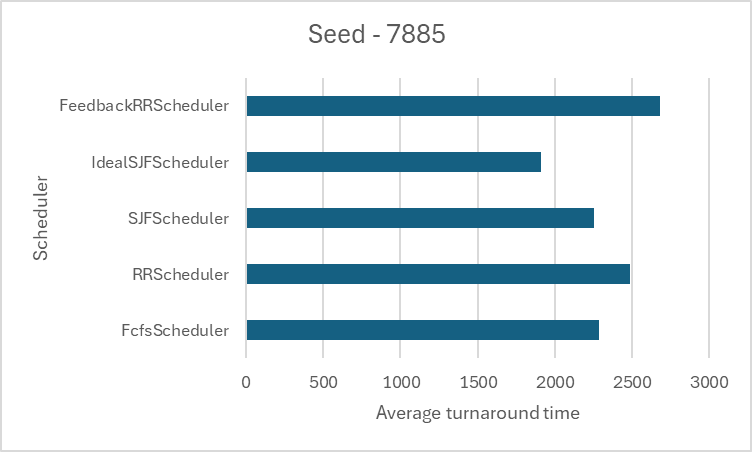 Seed - 7885
Scheduler
FeedbackRRScheduler
IdealSJFScheduler
SJFScheduler
RRScheduler
FcfsScheduler
0 500 1000 1500 2000 2500 3000
Average turnaround time